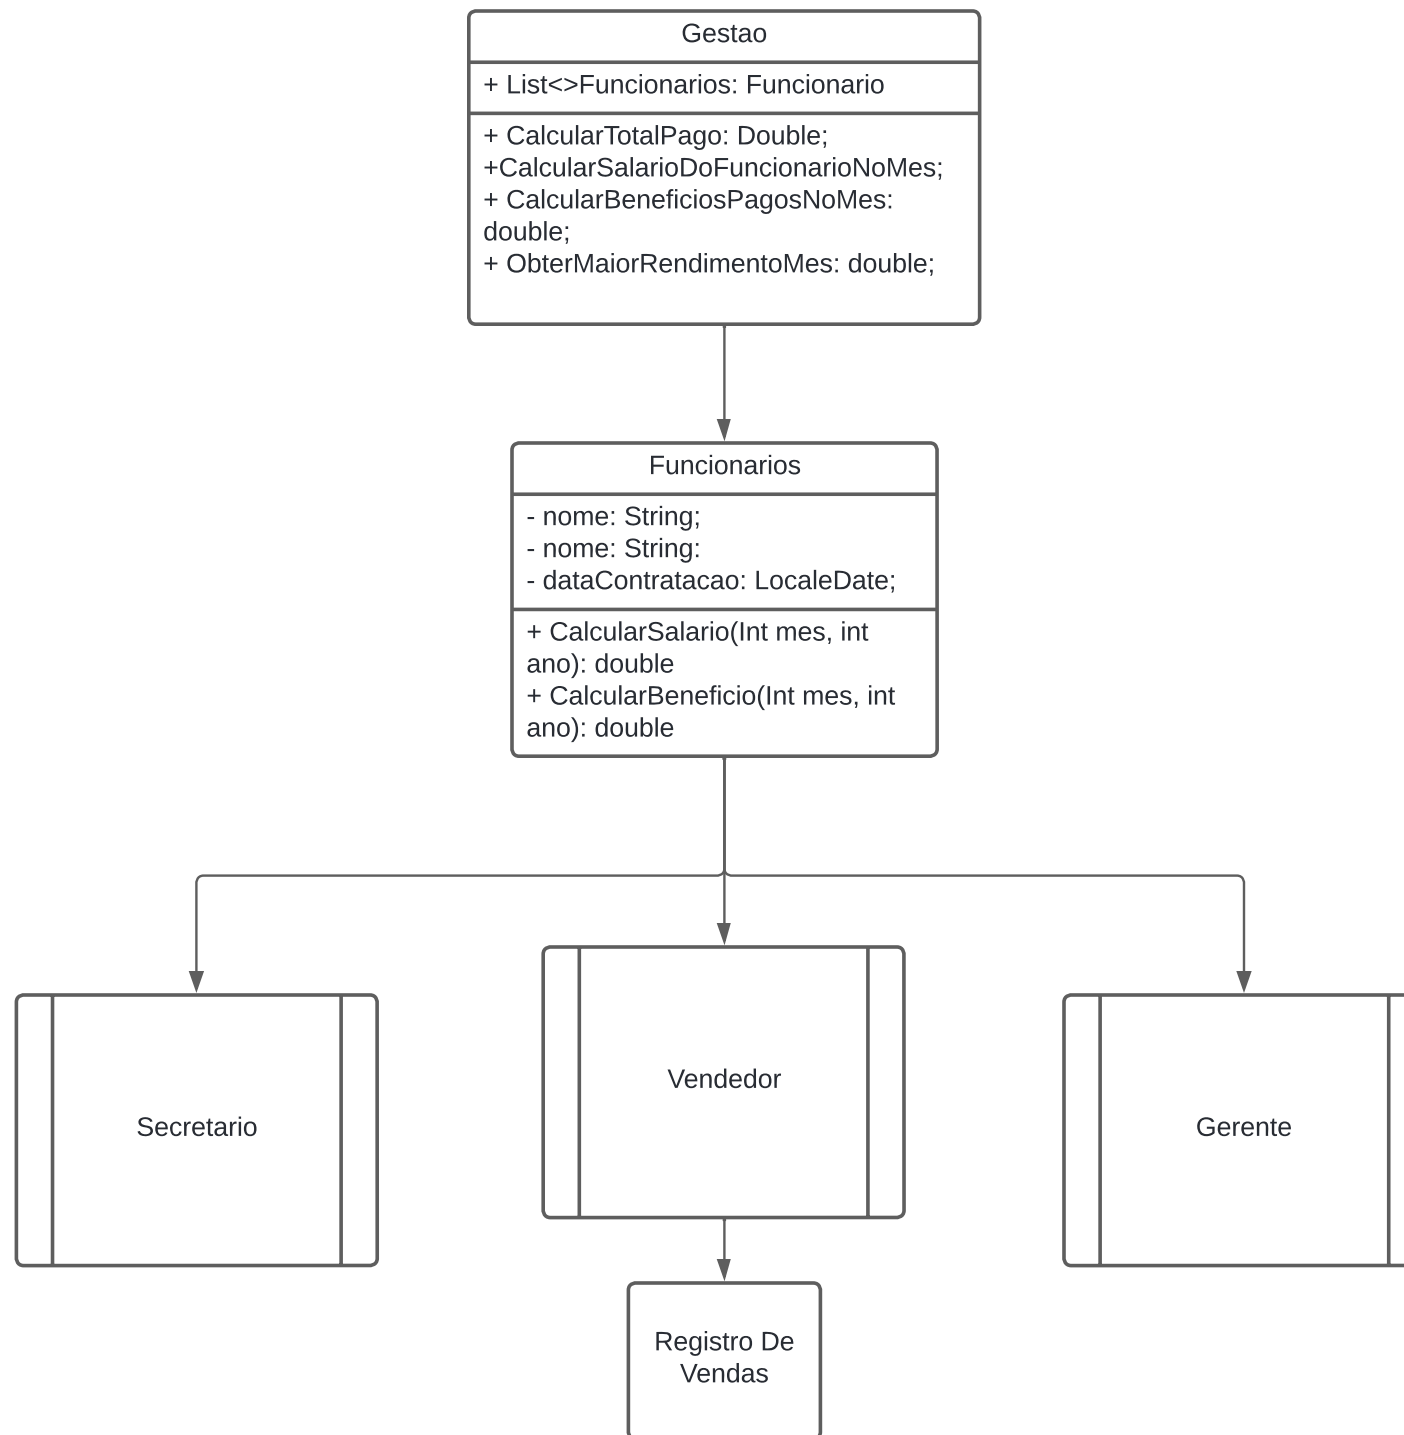 Gestao
+ List<>Funcionarios: Funcionario
+ CalcularTotalPago: Double;
+CalcularSalarioDoFuncionarioNoMes;
+ CalcularBeneficiosPagosNoMes:
double;
+ ObterMaiorRendimentoMes: double;
Funcionarios
- nome: String;
- nome: String:
- dataContratacao: LocaleDate;
+ CalcularSalario(Int mes, int
ano): double
+ CalcularBeneficio(Int mes, int
ano): double
Secretario
Vendedor
Gerente
Registro De
Vendas